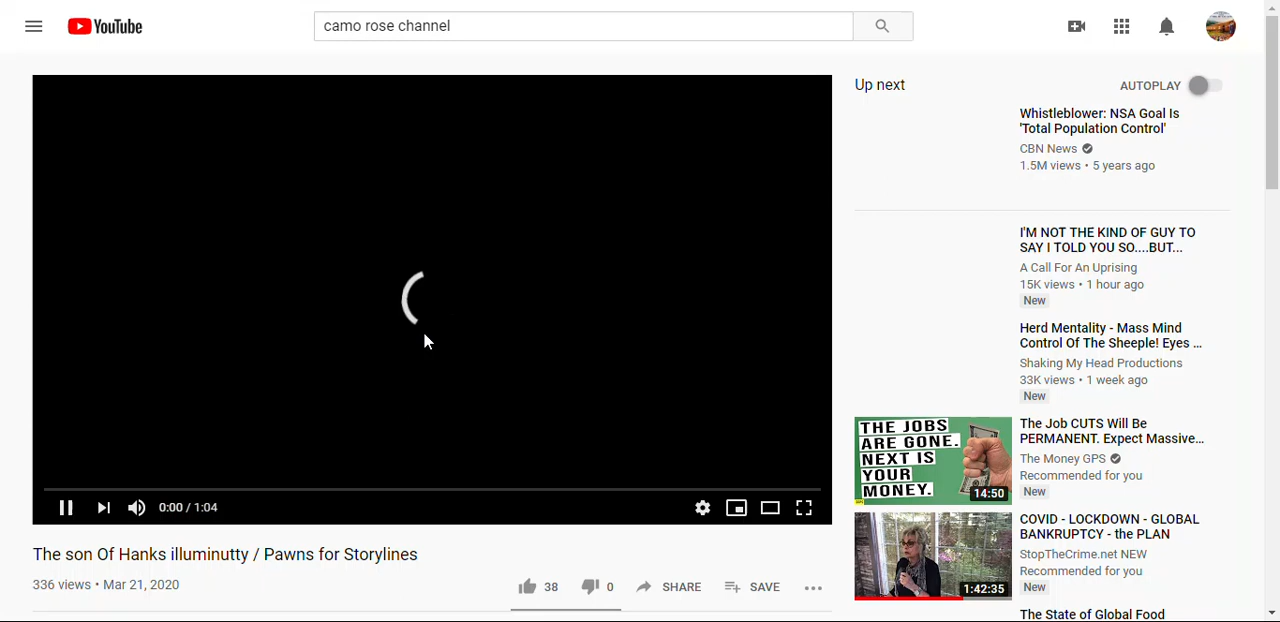 YouTube
camo rose channel
0:00 / 1:04
The son Of Hanks illuminutty / Pawns for Storylines
336 views • Mar 21, 2020
38
0
SHARE
SAVE
Up next
AUTOPLAY
Whistleblower: NSA Goal Is
'Total Population Control'
CBN News
1.5M views • 5 years ago
I'M NOT THE KIND OF GUY TO
SAY I TOLD YOU SO....BUT...
A Call For An Uprising
15K views • 1 hour ago
New
Herd Mentality - Mass Mind
Control Of The Sheeple! Eyes ...
Shaking My Head Productions
33K views • 1 week ago
New
THE JOBS
ARE GONE.
NEXT IS
YOUR
MONEY.
14:50
The Job CUTS Will Be
PERMANENT. Expect Massive...
The Money GPS
Recommended for you
New
1:42:35
COVID - LOCKDOWN - GLOBAL
BANKRUPTCY - the PLAN
StopTheCrime.net NEW
Recommended for you
New
The State of Global Food